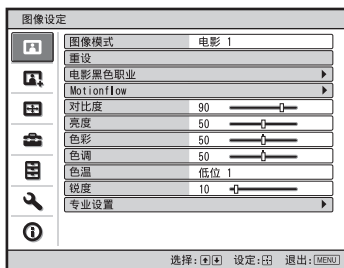 图像设定
图像模式 电影 1
重设
电影黑色职业
Motionflow
对比度 90
亮度 50
色彩 50
色调 50
色温 低位 1
锐度 10
专业设置
选择: 设定: 退出: MENU